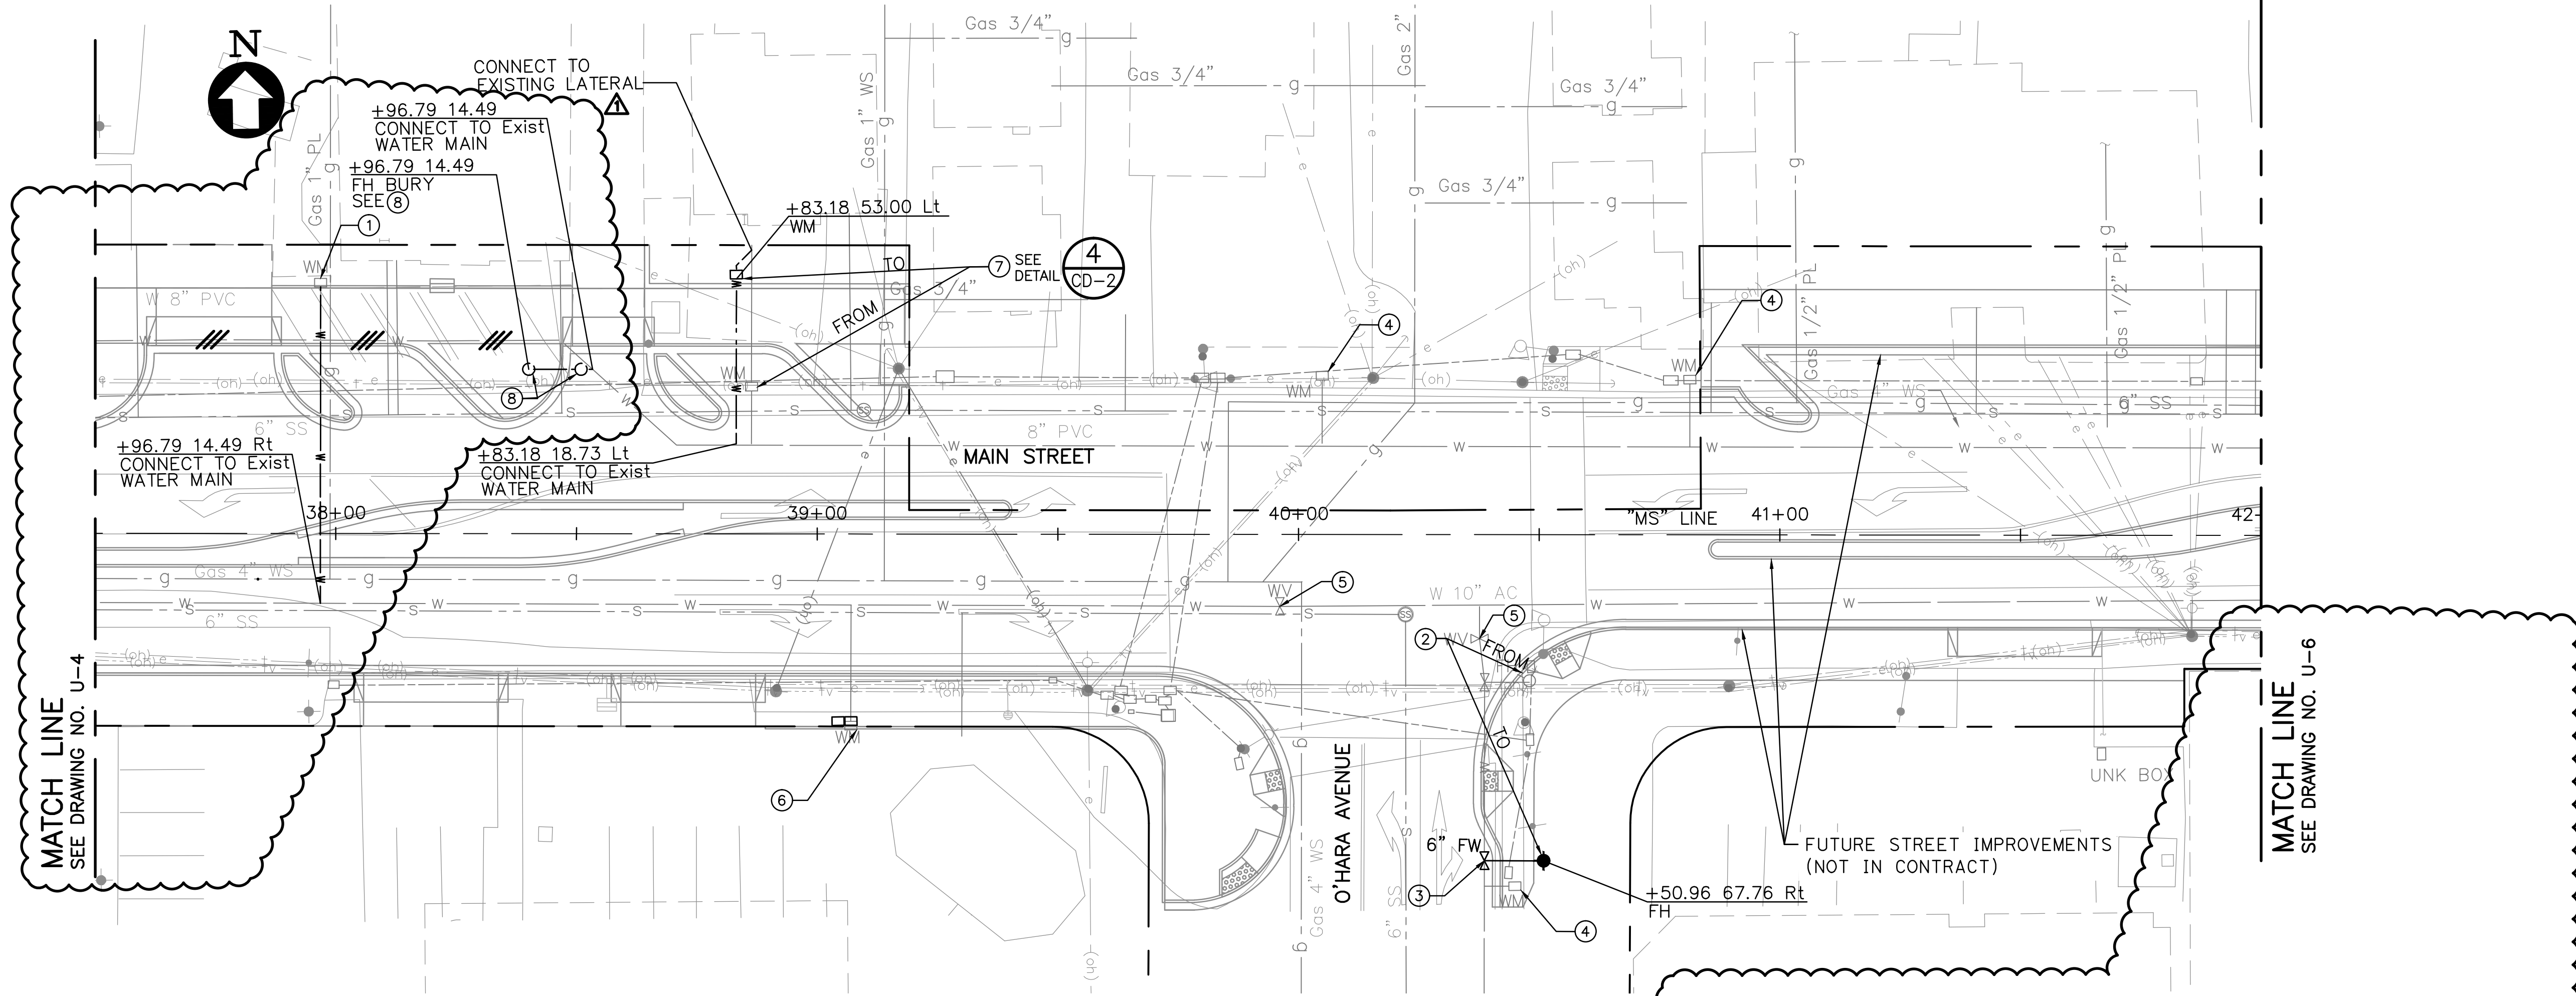 N
CONNECT TO
EXISTING LATERAL
1
+96.79 14.49
CONNECT TO Exist
WATER MAIN
+96.79 14.49
FH BURY
SEE 8
1
Gas 1" PL
g
Gas 1" WS
g
Gas 3/4"
g
Gas 3/4"
g
Gas 2"
g
Gas 3/4"
g
Gas 3/4"
g
+83.18 53.00 Lt
WM
TO
7 SEE
DETAIL
4
CD-2
FROM
Gas 3/4"
WM
W 8" PVC
WM
8
4
WM
4
WM
Gas 1/2" PL
Gas 1/2" PL
Gas 4" WS
6" SS
6" SS
8" PVC
MAIN STREET
+96.79 14.49 Rt
CONNECT TO Exist
WATER MAIN
+83.18 18.73 Lt
CONNECT TO Exist
WATER MAIN
38+00
39+00
40+00
"MS" LINE
41+00
42
Gas 4" WS
6" SS
WV
5
W 10" AC
5
2
WV
FROM
TO
SS
SS
WM
6
O'HARA AVENUE
Gas 4" WS
6" SS
6" FW
3
WM
4
+50.96 67.76 Rt
FH
FUTURE STREET IMPROVEMENTS
(NOT IN CONTRACT)
UNK BOX
MATCH LINE
SEE DRAWING NO. U-4
MATCH LINE
SEE DRAWING NO. U-6